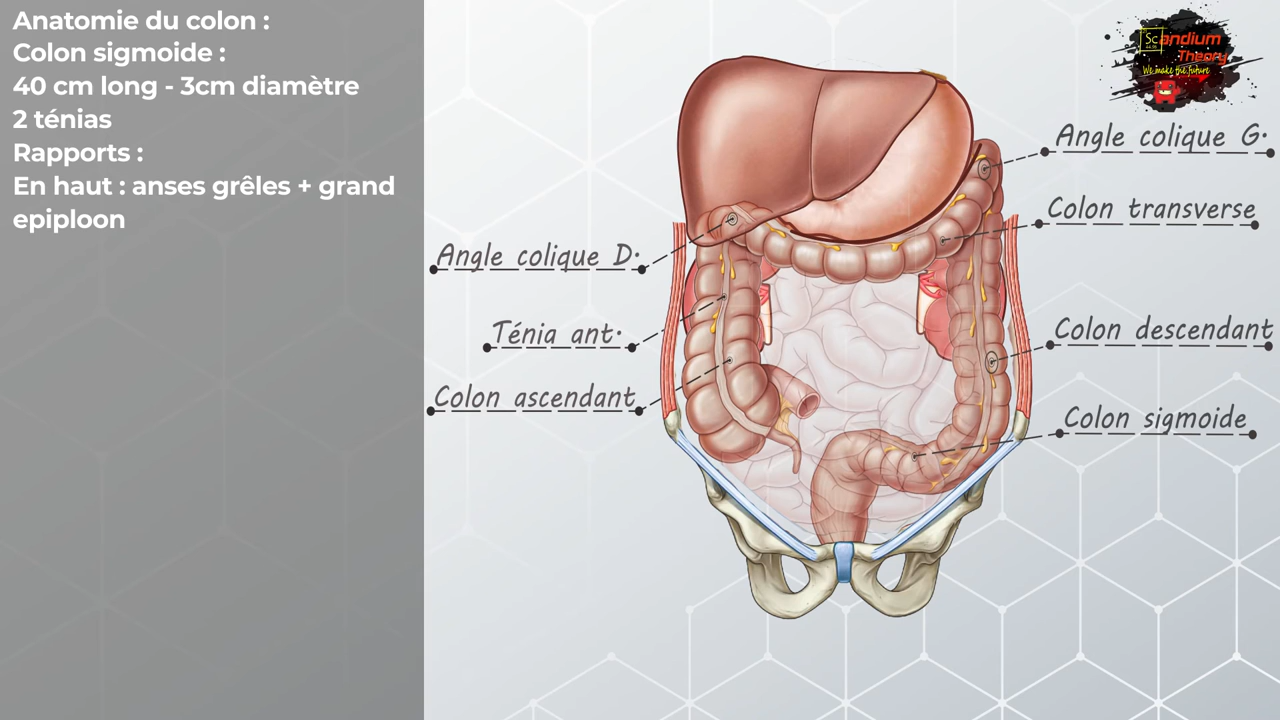 Anatomie du colon :
Colon sigmoide :
40 cm long - 3cm diamètre
2 ténias
Rapports :
En haut : anses grêles + grand
epiploon
Scandium
Theory
We make the future
Angle colique G.
Colon transverse
Angle colique D.
Ténia ant.
Colon descendant
Colon ascendant
Colon sigmoide